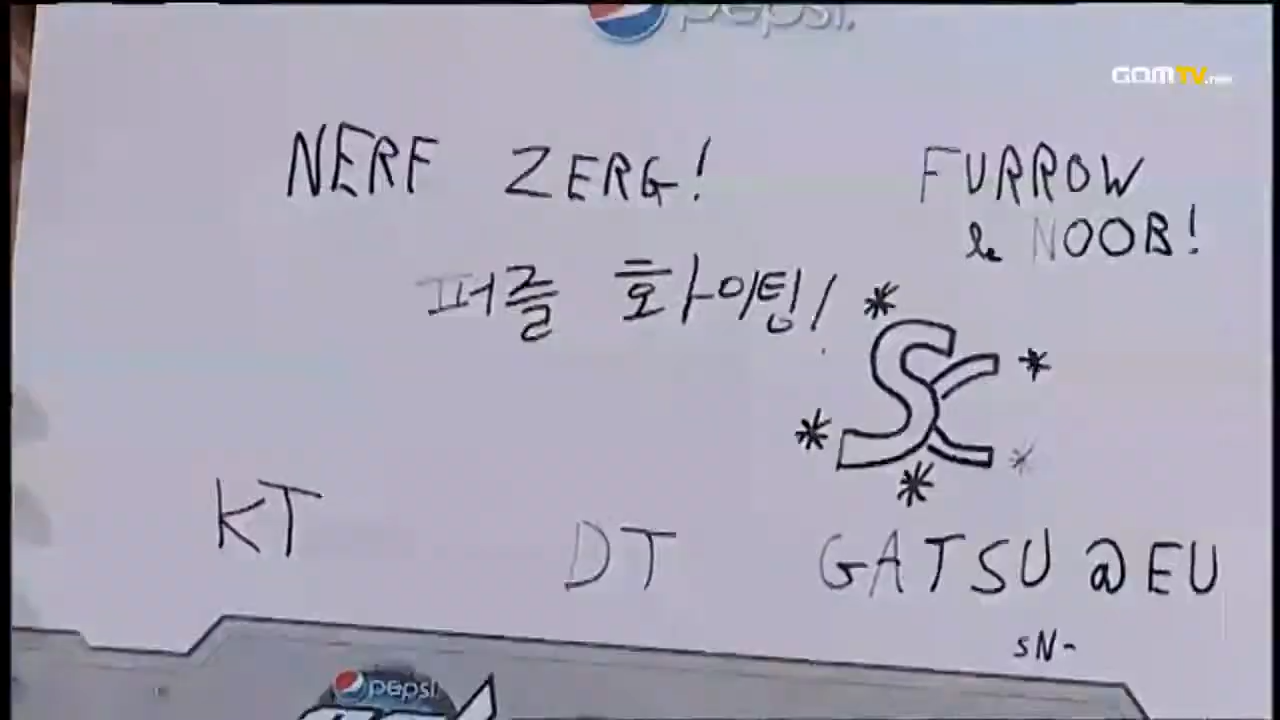 pepsi
GOMTV.net
NERF ZERG!
FURROW
le NOOB!
퍼즐 화이팅!
SC
KT
DT
GATSU @ EU
sN-
pepsi